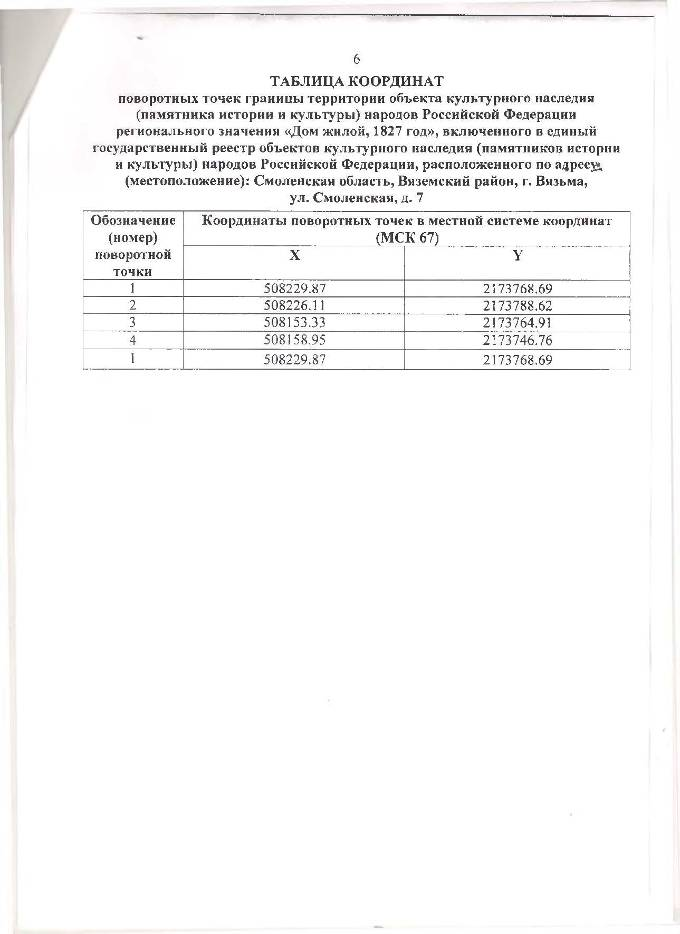 6
ТАБЛИЦА КООРДИНАТ
поворотных точек границы территории объекта культурного наследия
(памятника истории и культуры) народов Российской Федерации
регионального значения «Дом жилой, 1827 год», включенного в единый
государственный реестр объектов культурного наследия (памятников истории
и культуры) народов Российской Федерации, расположенного по адресу
(местоположение): Смоленская область, Вяземский район, г. Вязьма,
ул. Смоленская, д. 7
Обозначение (номер) поворотной точки
Координаты поворотных точек в местной системе координат (МСК 67)
X Y
1 508229.87 2173768.69
2 508226.11 2173788.62
3 508153.33 2173764.91
4 508158.95 2173746.76
1 508229.87 2173768.69